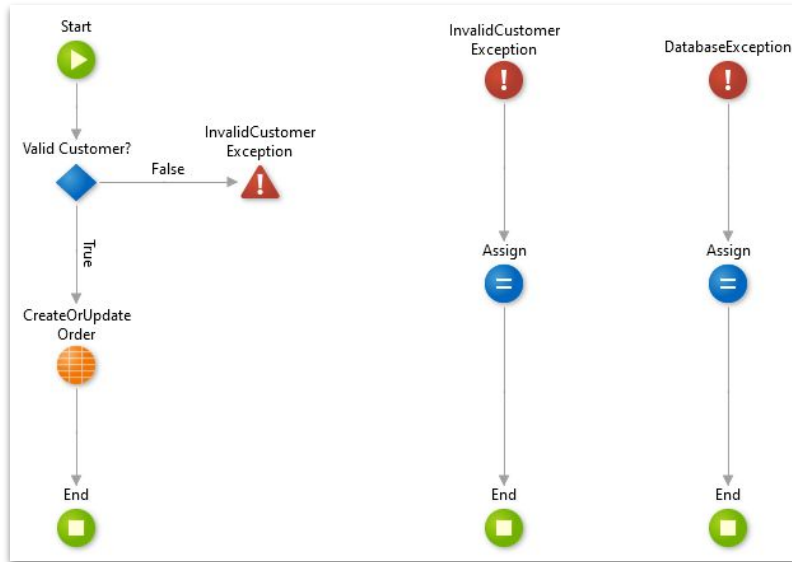 Start
Valid Customer?
False
InvalidCustomer
Exception
True
CreateOrUpdate
Order
End
InvalidCustomer
Exception
Assign
End
DatabaseException
Assign
End